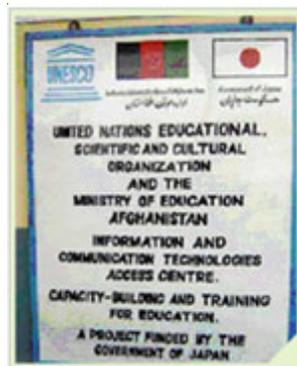 UNESCO
UNITED NATIONS EDUCATIONAL,
SCIENTIFIC AND CULTURAL
ORGANIZATION
AND THE
MINISTRY OF EDUCATION
AFGHANISTAN
INFORMATION AND
COMMUNICATION TECHNOLOGIES
ACCESS CENTRE.
CAPACITY-BUILDING AND TRAINING
FOR EDUCATION.
A PROJECT FUNDED BY THE
GOVERNMENT OF JAPAN